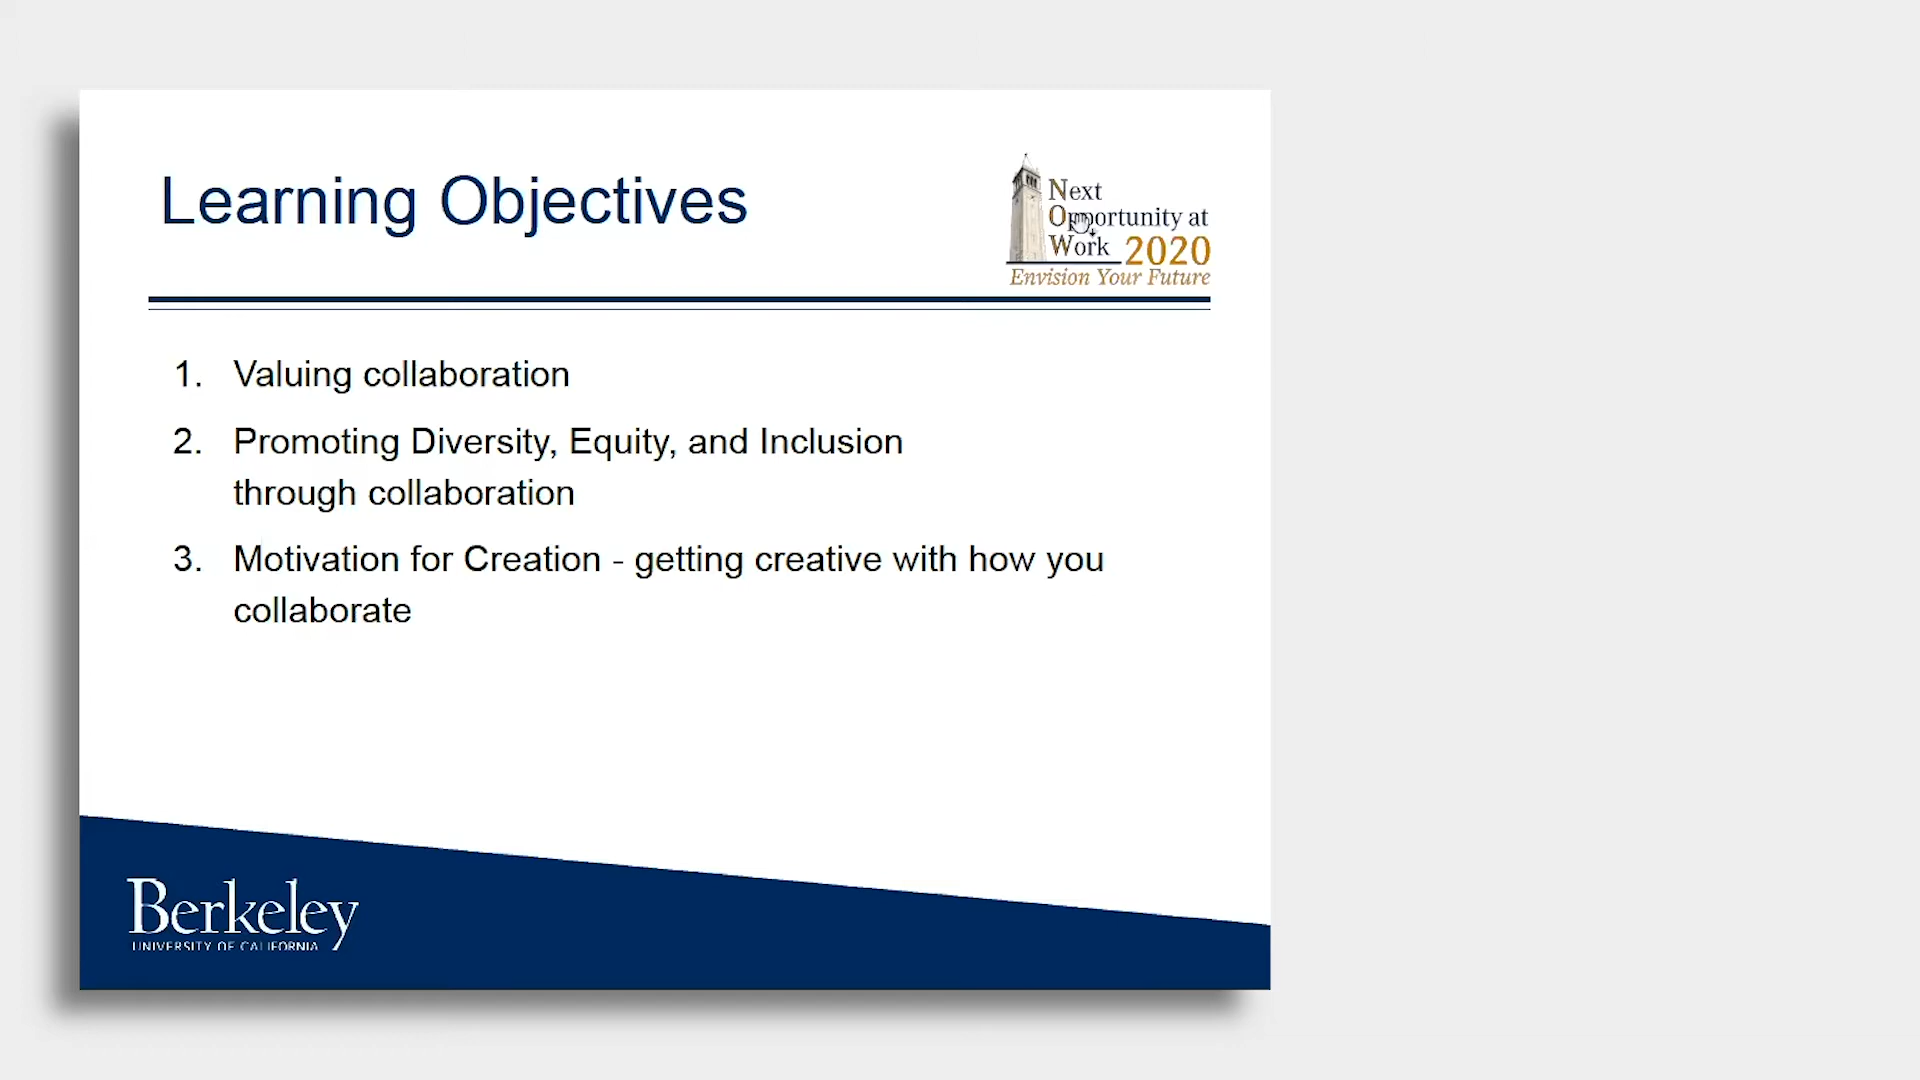 Learning Objectives
Next
Opportunity at
Work 2020
Envision Your Future
1. Valuing collaboration
2. Promoting Diversity, Equity, and Inclusion
through collaboration
3. Motivation for Creation - getting creative with how you
collaborate
Berkeley
UNIVERSITY OF CALIFORNIA